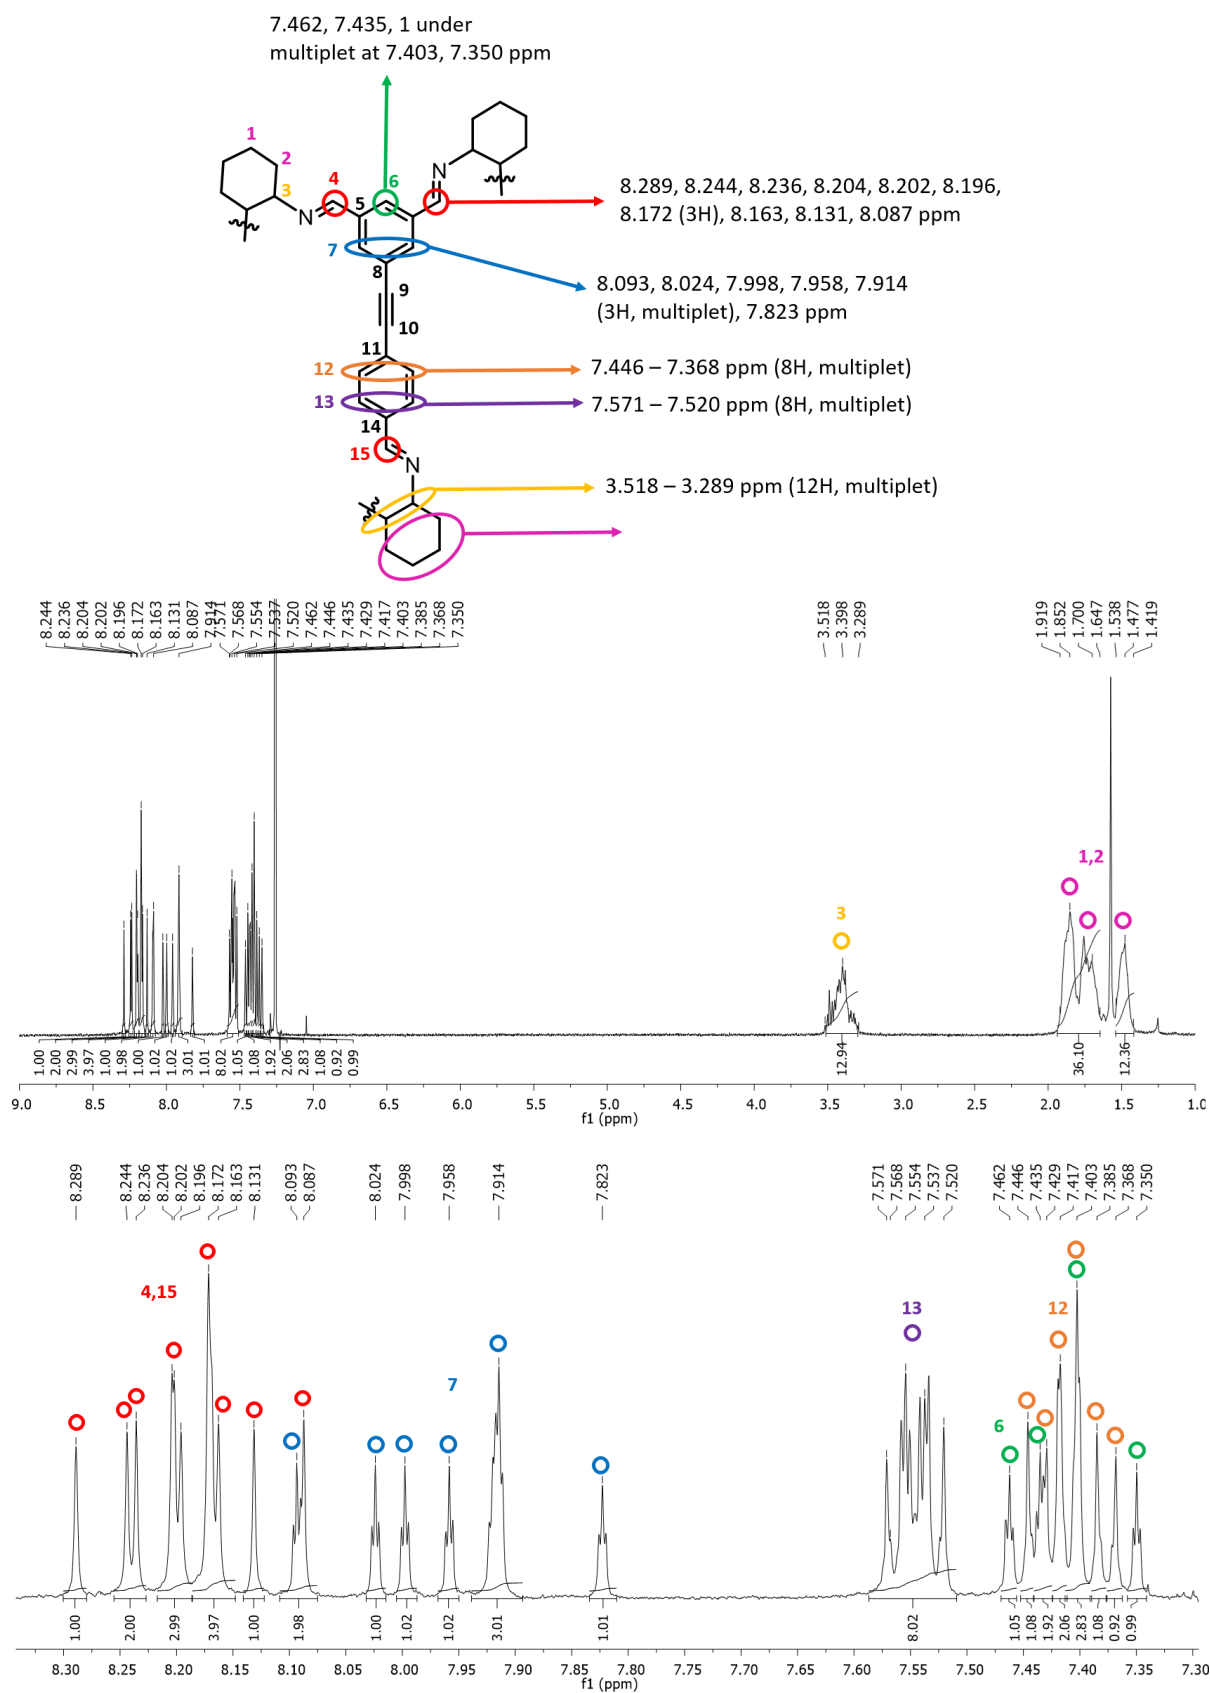 7.462, 7.435, 1 under
multiplet at 7.403, 7.350 ppm
1
2
3
4
5
6
N
N
8.289, 8.244, 8.236, 8.204, 8.202, 8.196,
8.172 (3H), 8.163, 8.131, 8.087 ppm
7
8
9
10
8.093, 8.024, 7.998, 7.958, 7.914
(3H, multiplet), 7.823 ppm
11
12
7.446 – 7.368 ppm (8H, multiplet)
13
7.571 – 7.520 ppm (8H, multiplet)
14
15
N
3.518 – 3.289 ppm (12H, multiplet)
8.244 8.236 8.204 8.202 8.196 8.172 8.163 8.131 8.087 7.914 7.571 7.568 7.554 7.537 7.520 7.462 7.446 7.435 7.429 7.417 7.403 7.385 7.368 7.350 3.518 3.398 3.289 1.919 1.852 1.700 1.647 1.538 1.477 1.419
1,2
3
1.00 2.00 2.99 3.97 1.00 1.98 1.00 1.02 1.02 3.01 1.01 8.02 1.15 1.08 1.92 2.06 2.83 1.08 0.92 0.99 12.94 36.10 12.36
9.0 8.5 8.0 7.5 7.0 6.5 6.0 5.5 5.0 4.5 4.0 3.5 3.0 2.5 2.0 1.5 1.0
f1 (ppm)
8.289 8.244 8.236 8.204 8.202 8.196 8.172 8.163 8.131 8.093 8.087 8.024 7.998 7.958 7.914 7.823 7.571 7.568 7.554 7.537 7.520 7.462 7.446 7.435 7.429 7.417 7.403 7.385 7.368 7.350
4,15
13
12
7
6
1.00 2.00 2.99 3.97 1.00 1.98 1.00 1.02 1.02 3.01 1.01 8.02 1.05 1.08 1.92 2.06 2.83 1.08 0.92 0.99
8.30 8.25 8.20 8.15 8.10 8.05 8.00 7.95 7.90 7.85 7.80 7.75 7.70 7.65 7.60 7.55 7.50 7.45 7.40 7.35 7.30
f1 (ppm)